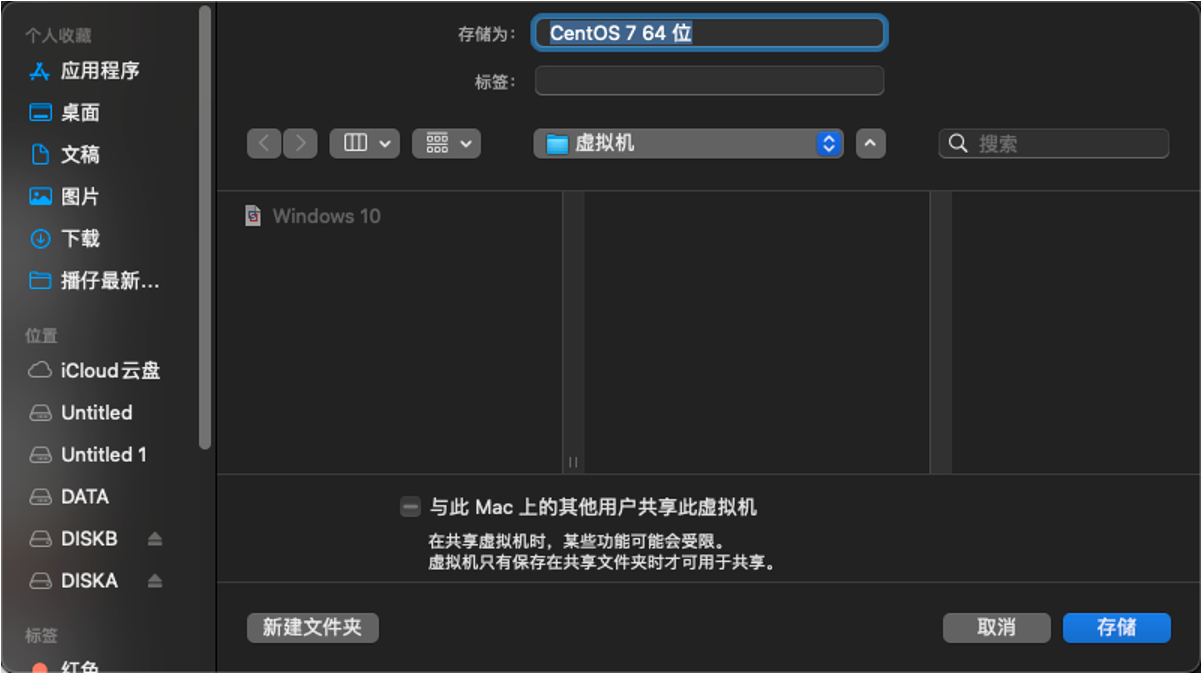 个人收藏
应用程序
桌面
文稿
图片
下载
播仔最新...
位置
iCloud云盘
Untitled
Untitled 1
DATA
DISKB
DISKA
标签
红色
存储为：
CentOS 7 64 位
标签：
虚拟机
搜索
Windows 10
与此 Mac 上的其他用户共享此虚拟机
在共享虚拟机时，某些功能可能会受限。
虚拟机只有保存在共享文件夹时才可用于共享。
新建文件夹
取消
存储